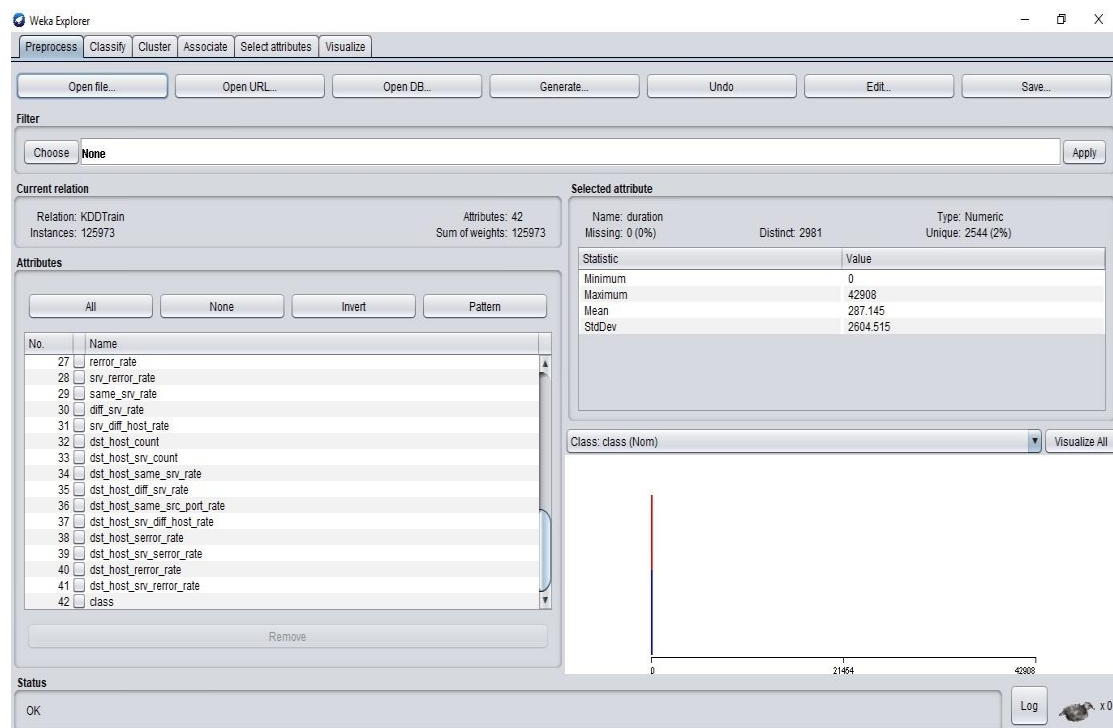 Weka Explorer
Preprocess Classify Cluster Associate Select attributes Visualize
Open file... Open URL... Open DB... Generate... Undo Edit... Save...
Filter
Choose None Apply
Current relation
Relation: KDDTrain Attributes: 42
Instances: 125973 Sum of weights: 125973
Attributes
All None Invert Pattern
No. Name
27 rerror_rate
28 srv_rerror_rate
29 same_srv_rate
30 diff_srv_rate
31 srv_diff_host_rate
32 dst_host_count
33 dst_host_srv_count
34 dst_host_same_srv_rate
35 dst_host_diff_srv_rate
36 dst_host_same_src_port_rate
37 dst_host_srv_diff_host_rate
38 dst_host_serror_rate
39 dst_host_srv_serror_rate
40 dst_host_rerror_rate
41 dst_host_srv_rerror_rate
42 class
Remove
Selected attribute
Name: duration Type: Numeric
Missing: 0 (0%) Distinct: 2981 Unique: 2544 (2%)
Statistic Value
Minimum 0
Maximum 42908
Mean 287.145
StdDev 2604.515
Class: class (Nom) Visualize All
0 21454 42908
Status
OK
Log x 0